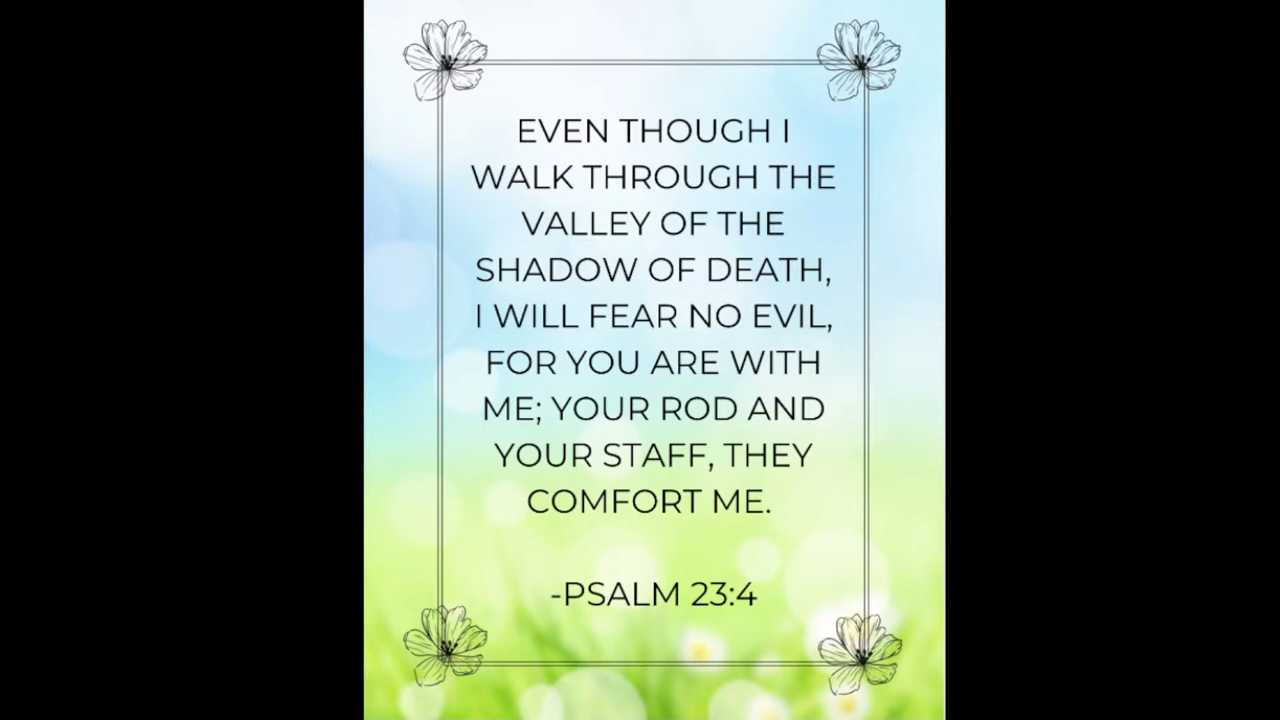 EVEN THOUGH I
WALK THROUGH THE
VALLEY OF THE
SHADOW OF DEATH,
I WILL FEAR NO EVIL,
FOR YOU ARE WITH
ME; YOUR ROD AND
YOUR STAFF, THEY
COMFORT ME.
-PSALM 23:4